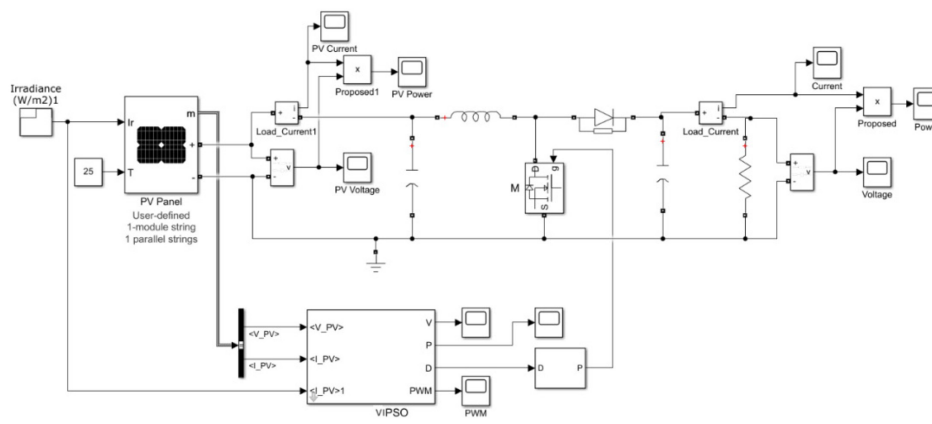 PV Current
Irradiance
(W/m2)1
x
Proposed1
PV Power
Current
Ir
m
+
-
25
T
PV Panel
User-defined
1-module string
1 parallel strings
+
i
-
Load_Current1
+
-
v
PV Voltage
+
+
M
D
g
S
+
+
i
-
Load_Current
+
x
Proposed
+
-
v
Voltage
<V_PV>
<I_PV>
<V_PV>
<I_PV>
<I_PV>1
V
P
D
PWM
VIPSO
PWM
D
P